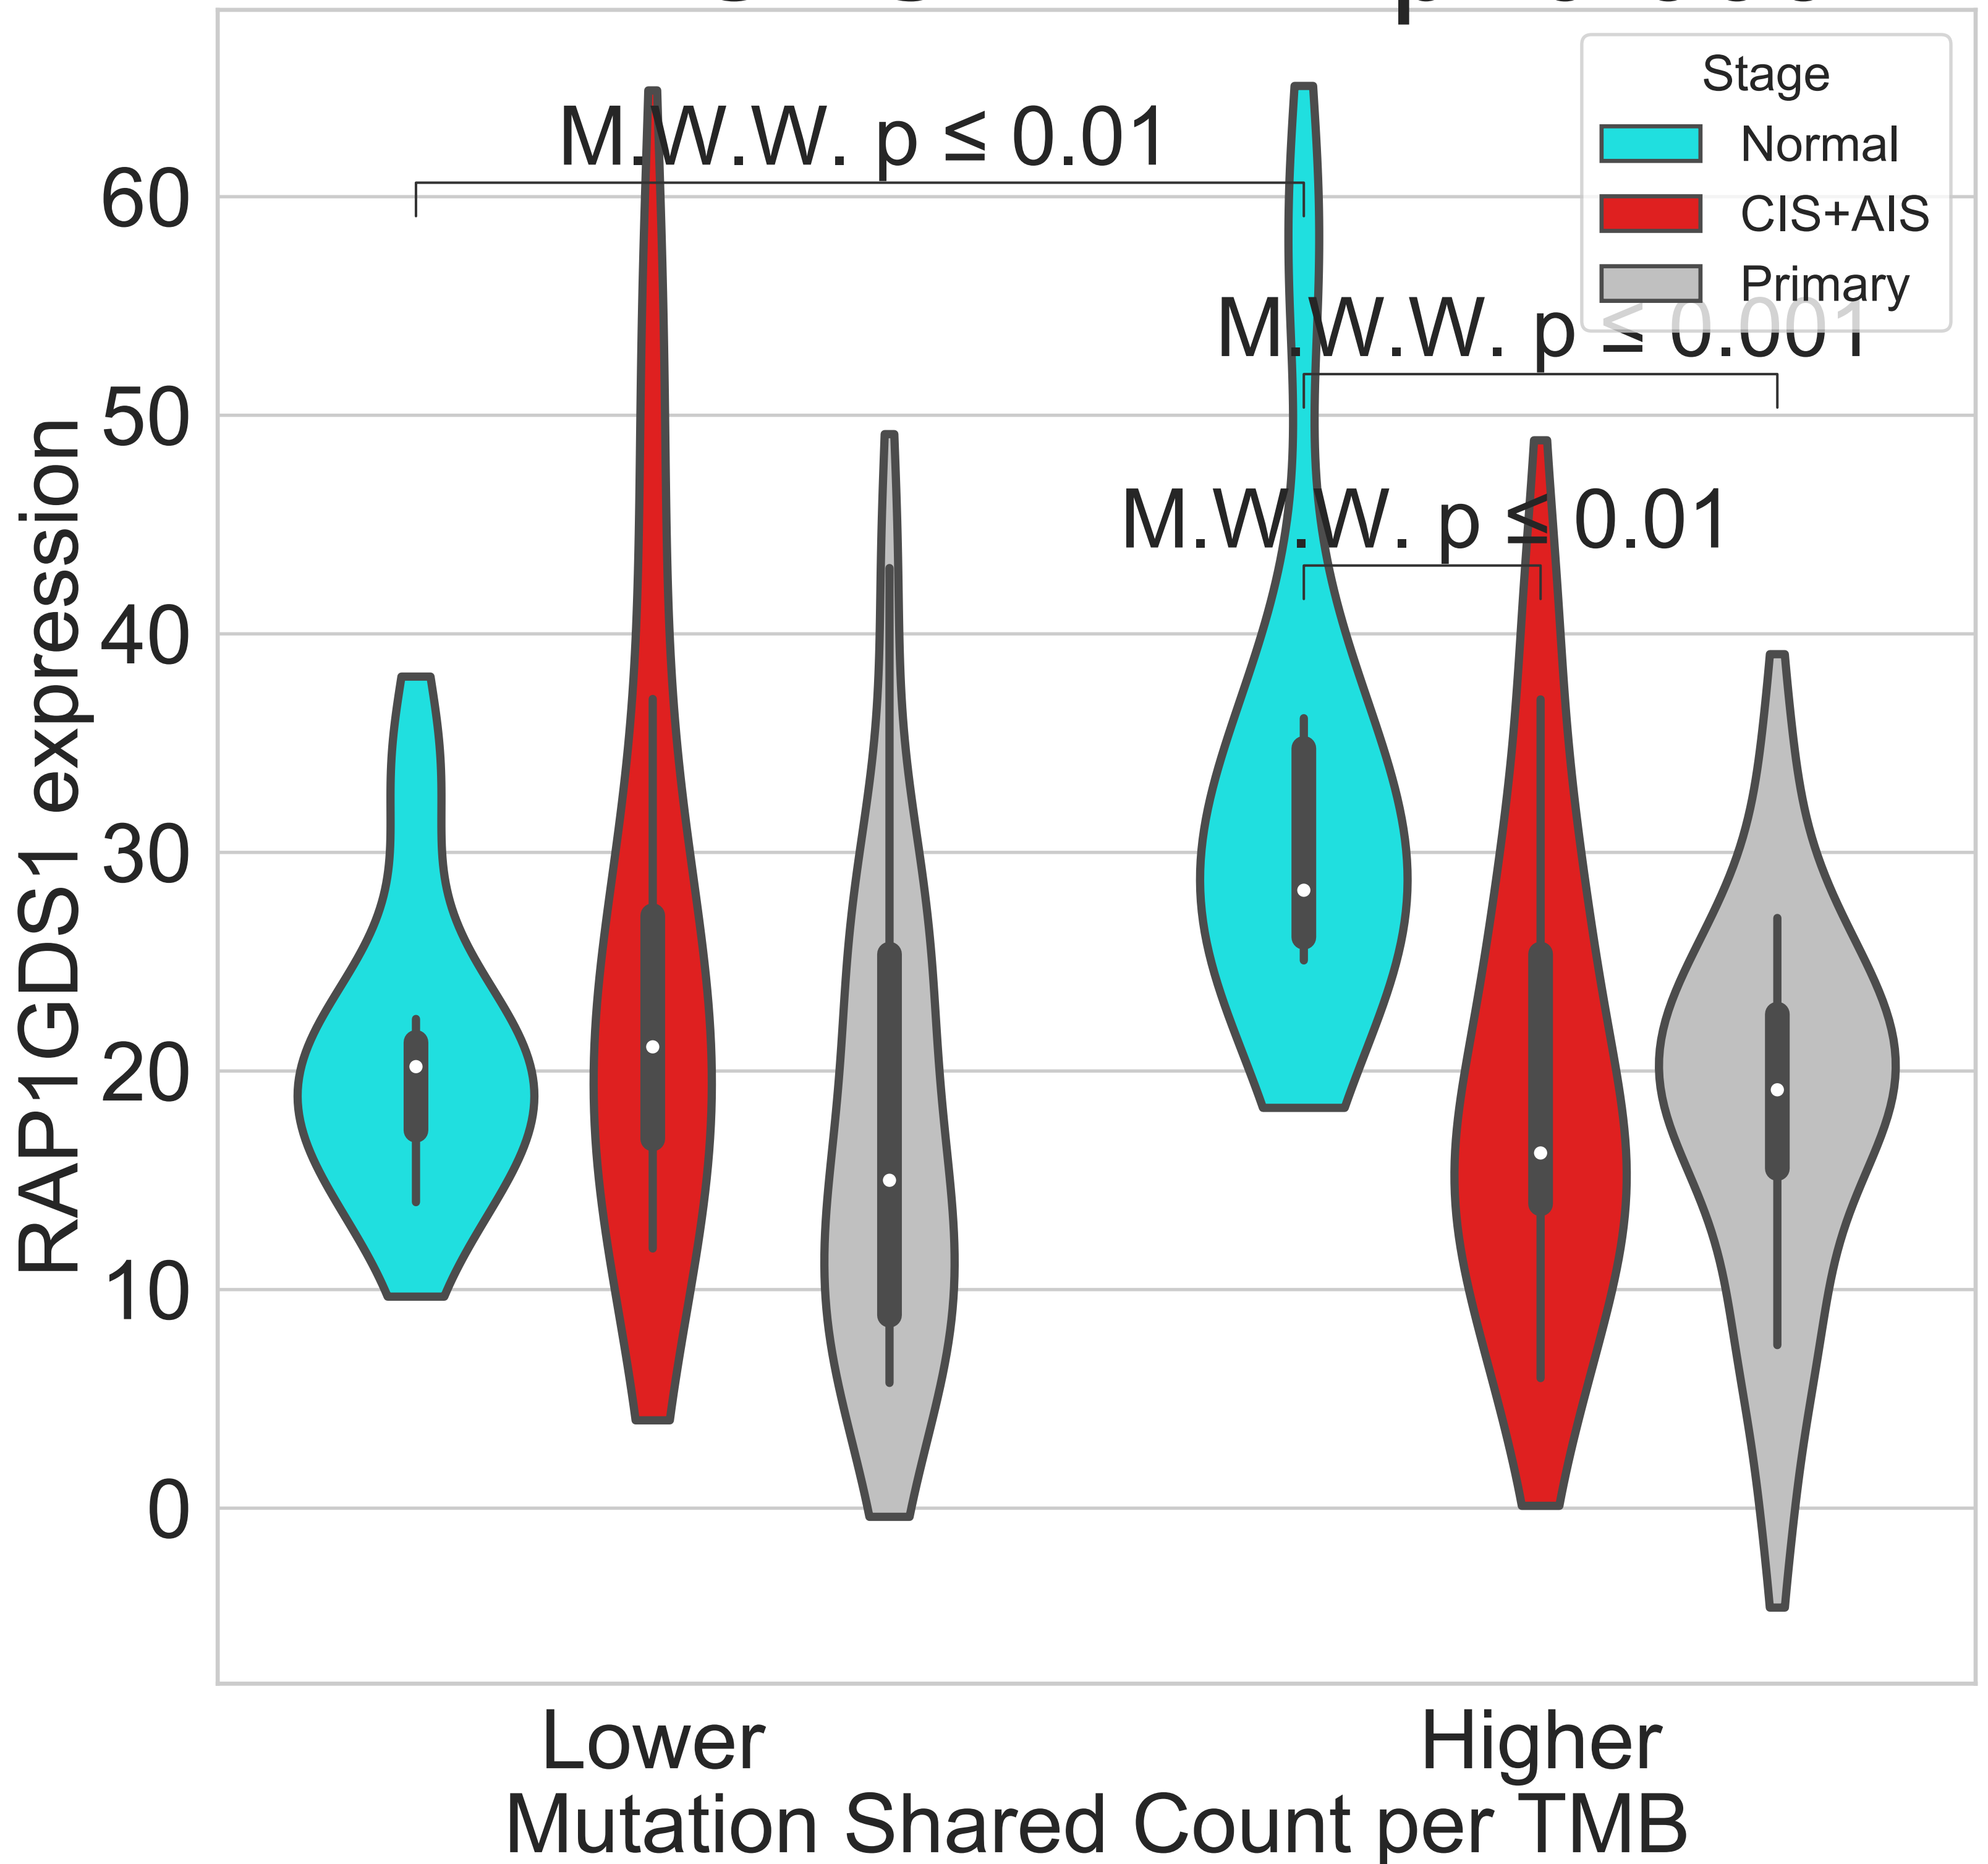 Stage
Normal
CIS+AIS
Primary
M.W.W. p ≤ 0.01
M.W.W. p ≤ 0.001
M.W.W. p ≤ 0.01
60
50
40
30
20
10
0
RAP1GDS1 expression
Lower
Higher
Mutation Shared Count per TMB